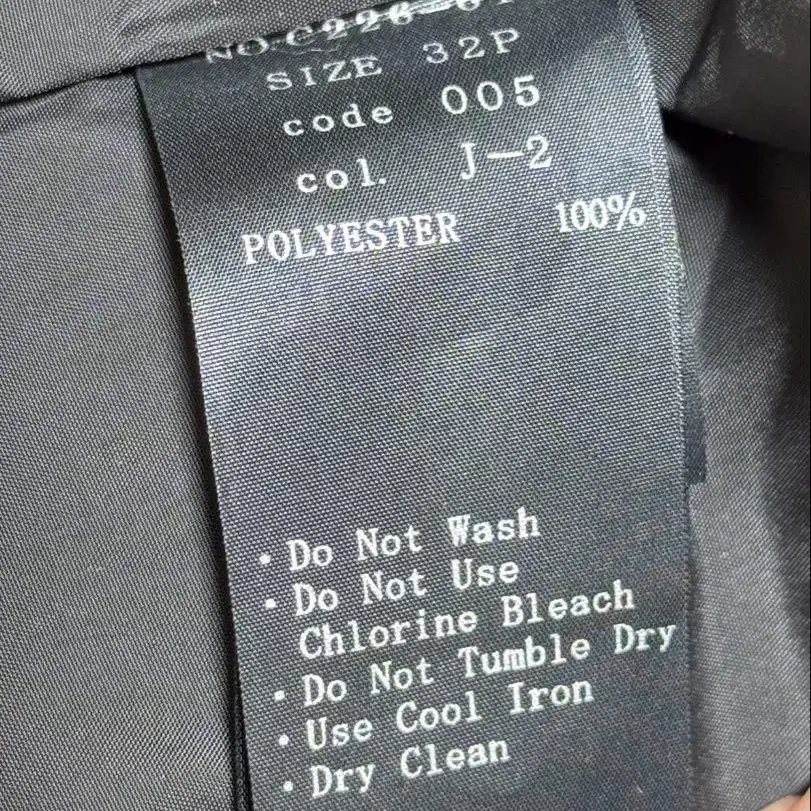 SIZE 32P
code 005
col. J-2
POLYESTER 100%
・Do Not Wash
・Do Not Use
Chlorine Bleach
・Do Not Tumble Dry
・Use Cool Iron
・Dry Clean